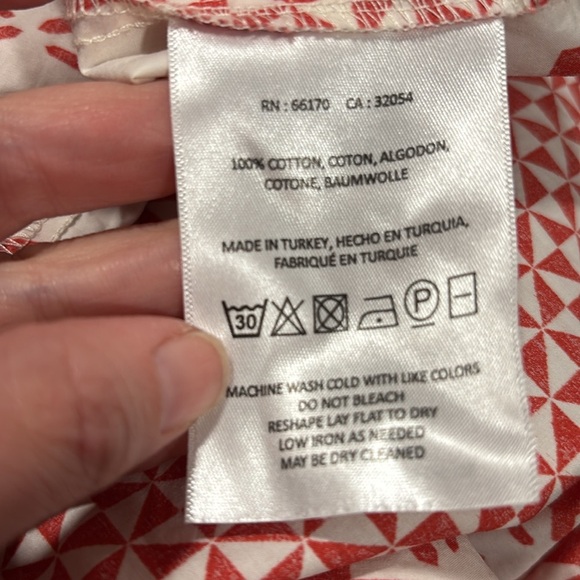 RN : 66170 CA : 32054
100% COTTON, COTON, ALGODON,
COTONE, BAUMWOLLE
MADE IN TURKEY, HECHO EN TURQUIA,
FABRIQUÉ EN TURQUIE
30 P
MACHINE WASH COLD WITH LIKE COLORS
DO NOT BLEACH
RESHAPE LAY FLAT TO DRY
LOW IRON AS NEEDED
MAY BE DRY CLEANED